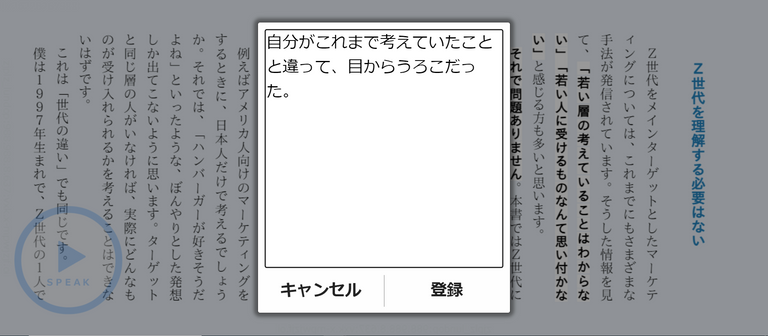 Z世代を理解する必要はない
Z世代をメインターゲットとしたマーケテ
ィングについては、これまでにもさまざまな
手法が発信されています。そうした情報を見
て、「若い層の考えていることはわからな
い」「若い人に受けるものなんて思い付かな
い」と感じる方も多いと思います。
それで問題ありません。本書ではZ世代に
自分がこれまで考えていたこと
と違って、目からうろこだっ
た。
キャンセル
登録
例えばアメリカ人向けのマーケティングを
するときに、日本人だけで考えるでしょう
か。それでは、「ハンバーガーが好きそうだ
よね」といったような、ぼんやりとした発想
しか出てこないように思います。ターゲット
と同じ層の人がいなければ、実際にどんなも
のが受け入れられるかを考えることはできな
いはずです。
これは「世代の違い」でも同じです。
僕は1997年生まれで、Z世代の1人で
SPEAK